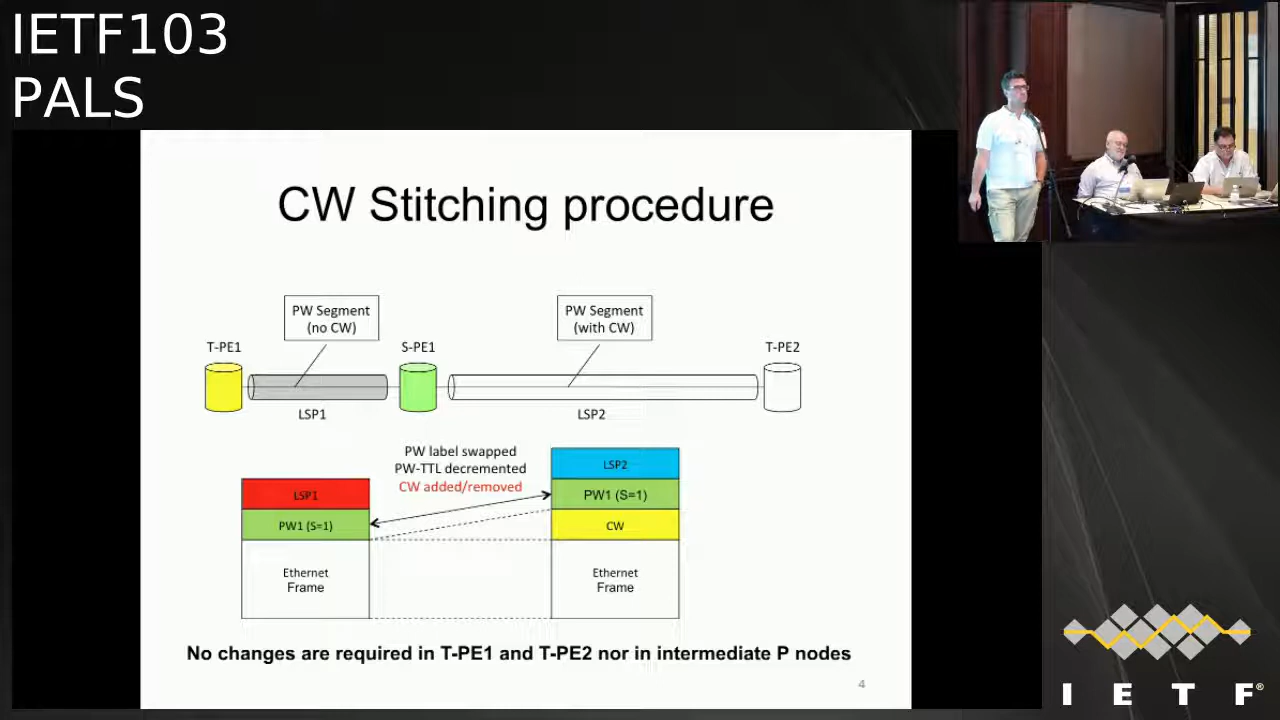 IETF103
PALS
CW Stitching procedure
PW Segment
(no CW)
PW Segment
(with CW)
T-PE1
S-PE1
T-PE2
LSP1
LSP2
PW label swapped
PW-TTL decremented
CW added/removed
LSP1
PW1 (S=1)
Ethernet
Frame
LSP2
PW1 (S=1)
CW
Ethernet
Frame
No changes are required in T-PE1 and T-PE2 nor in intermediate P nodes
4
I E T F®